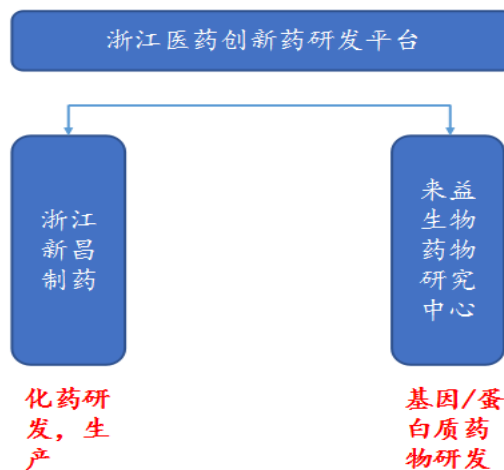 浙江医药创新药研发平台
浙江
新昌
制药
来益
生物
药物
研究
中心
化药研
发，生
产
基因/蛋
白质药
物研发